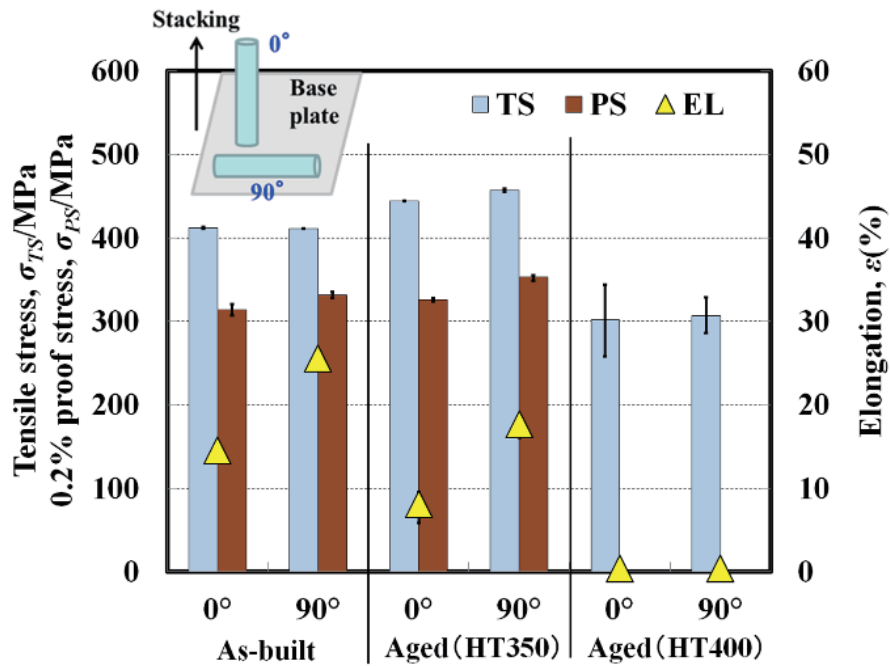 Stacking
0°
Base
plate
90°
TS PS EL
Tensile stress, σTS/MPa
0.2% proof stress, σPS/MPa
600
500
400
300
200
100
0
60
50
40
30
20
10
0
Elongation, ε(%)
0° 90° 0° 90° 0° 90°
As-built Aged(HT350) Aged(HT400)